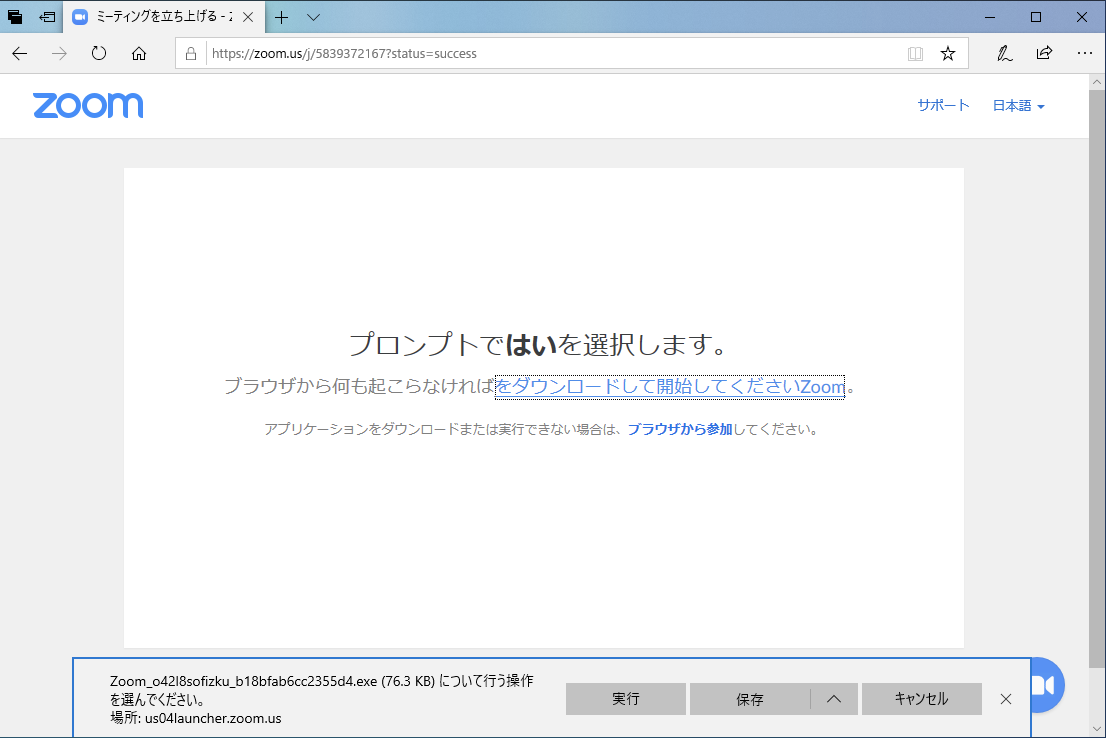 ミーティングを立ち上げる - Z
https://zoom.us/j/5839372167?status=success
zoom
サポート
日本語
プロンプトではいを選択します。
ブラウザから何も起こらなければをダウンロードして開始してくださいZoom。
アプリケーションをダウンロードまたは実行できない場合は、ブラウザから参加してください。
Zoom_o42l8sofizku_b18bfab6cc2355d4.exe (76.3 KB) について行う操作
を選んでください。
場所: us04launcher.zoom.us
実行
保存
キャンセル